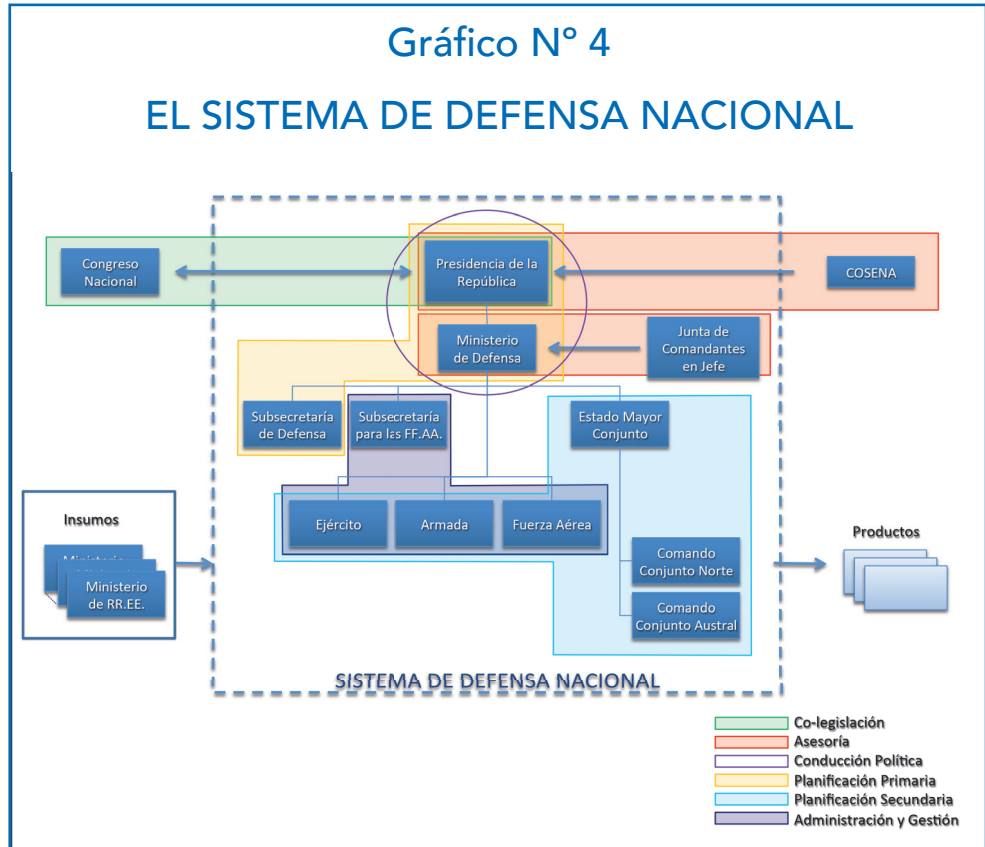 Gráfico Nº 4
EL SISTEMA DE DEFENSA NACIONAL
Congreso
Nacional
Presidencia de la
República
COSENA
Ministerio
de Defensa
Junta de
Comandantes
en Jefe
Subsecretaría
de Defensa
Subsecretaría
para las FF.AA.
Estado Mayor
Conjunto
Insumos
Ministerio
Ministerio
de RR.EE.
Ejército
Armada
Fuerza Aérea
Comando
Conjunto Norte
Comando
Conjunto Austral
Productos
SISTEMA DE DEFENSA NACIONAL
Co-legislación
Asesoría
Conducción Política
Planificación Primaria
Planificación Secundaria
Administración y Gestión